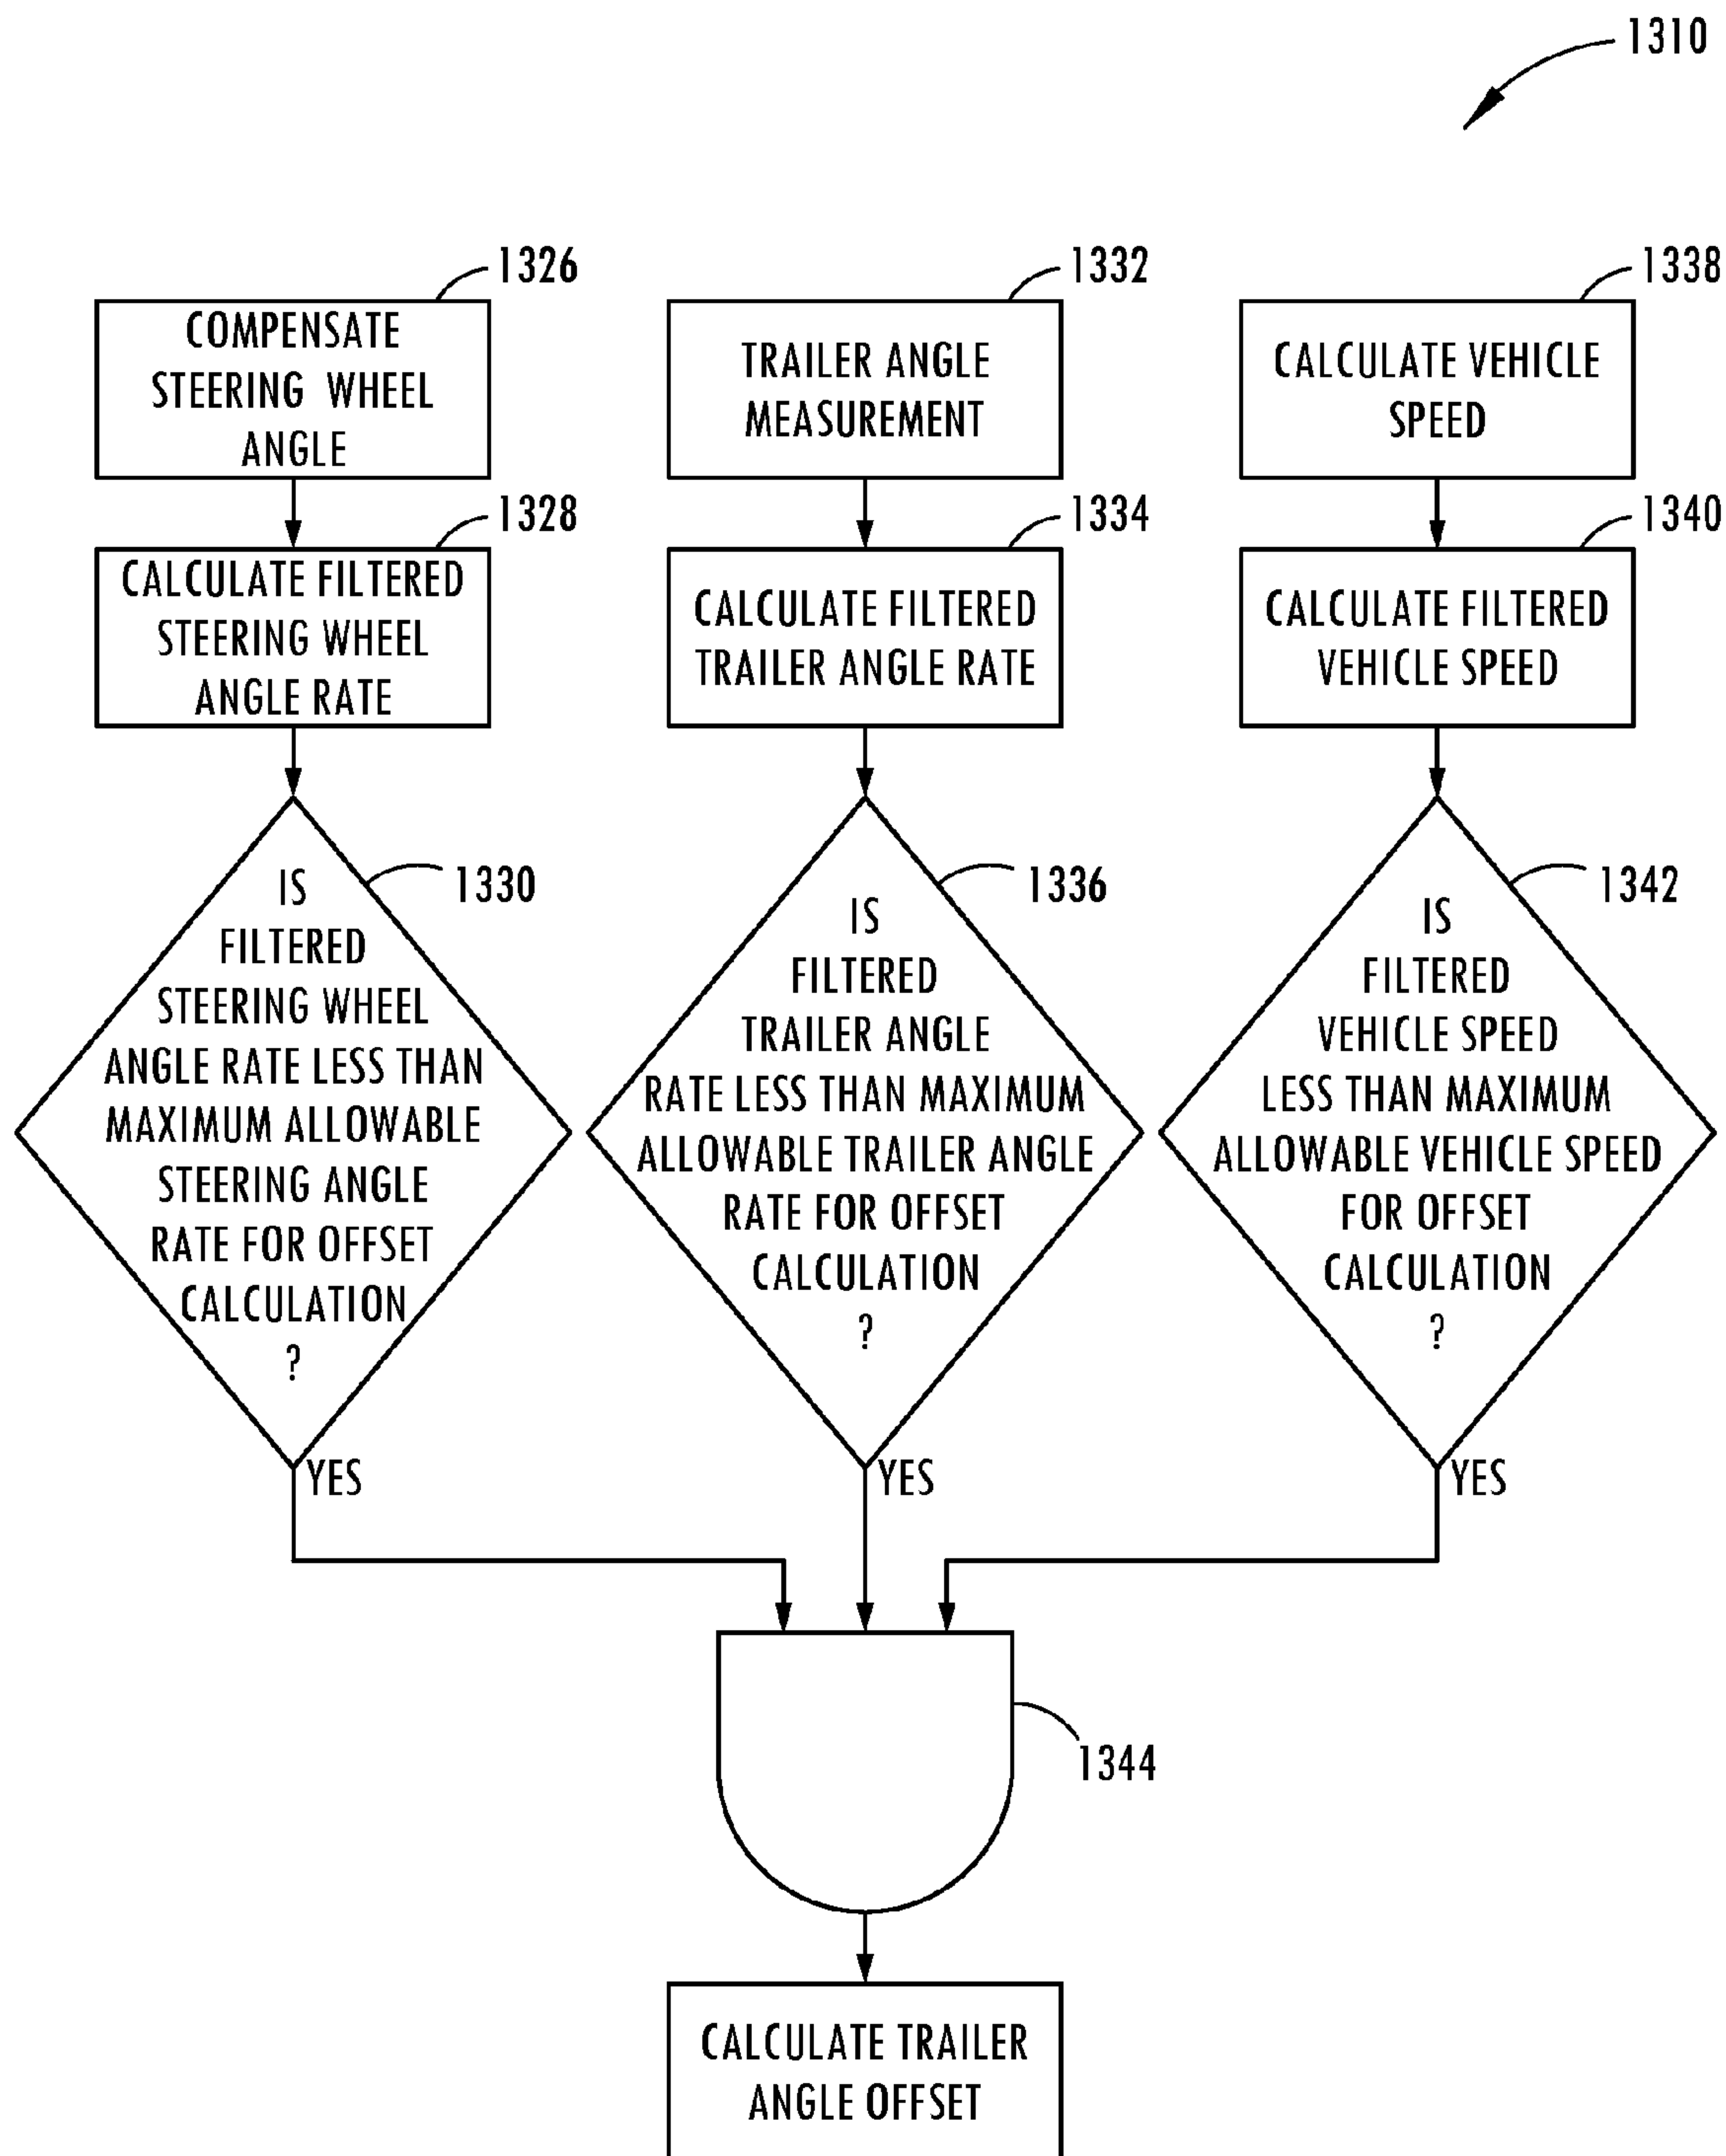 1310
1326
COMPENSATE
STEERING WHEEL
ANGLE
1332
TRAILER ANGLE
MEASUREMENT
1338
CALCULATE VEHICLE
SPEED
1328
CALCULATE FILTERED
STEERING WHEEL
ANGLE RATE
1334
CALCULATE FILTERED
TRAILER ANGLE RATE
1340
CALCULATE FILTERED
VEHICLE SPEED
1330
IS
FILTERED
STEERING WHEEL
ANGLE RATE LESS THAN
MAXIMUM ALLOWABLE
STEERING ANGLE
RATE FOR OFFSET
CALCULATION
?
YES
1336
IS
FILTERED
TRAILER ANGLE
RATE LESS THAN MAXIMUM
ALLOWABLE TRAILER ANGLE
RATE FOR OFFSET
CALCULATION
?
YES
1342
IS
FILTERED
VEHICLE SPEED
LESS THAN MAXIMUM
ALLOWABLE VEHICLE SPEED
FOR OFFSET
CALCULATION
?
YES
1344
CALCULATE TRAILER
ANGLE OFFSET